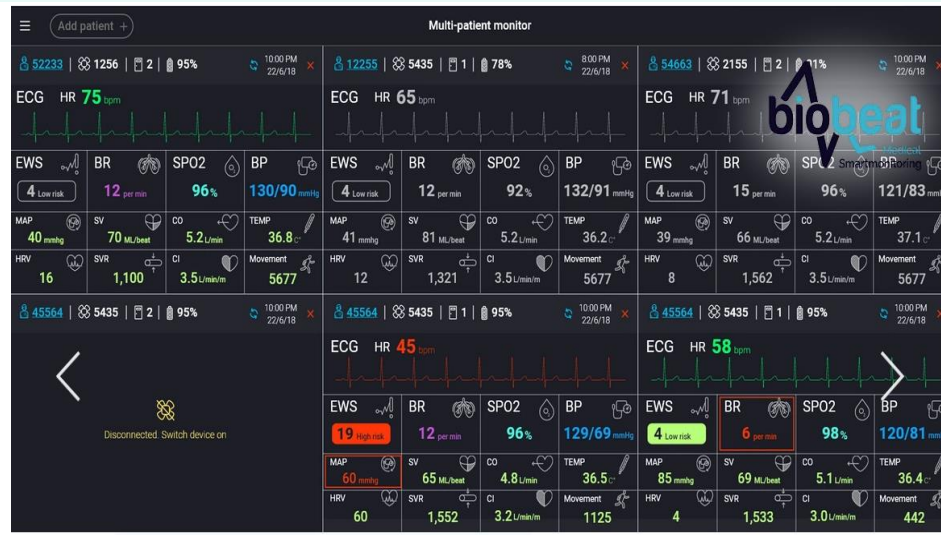 Add patient +
Multi-patient monitor
52233 | 1256 | 2 | 95% 10:00 PM 22/6/18 ×
12255 | 5435 | 1 | 78% 8:00 PM 22/6/18 ×
54663 | 2155 | 2 | 10:00 PM 22/6/18 ×
ECG HR 75 bpm
ECG HR 65 bpm
ECG HR 71 bpm
biobeat
Medical
Smartmonitoring
EWS BR SPO2 BP
4 Low risk 12 per min 96% 130/90 mmHg
EWS BR SPO2 BP
4 Low risk 12 per min 92% 132/91 mmHg
EWS BR BP
4 Low risk 15 per min 96% 121/83
MAP SV CO TEMP
40 mmhg 70 ML/beat 5.2 L/min 36.8 C°
MAP SV CO TEMP
41 mmhg 81 ML/beat 5.2 L/min 36.2 C°
MAP SV CO TEMP
39 mmhg 66 ML/beat 5.2 L/min 37.1 C°
HRV SVR CI Movement
16 1,100 3.5 L/min/m 5677
HRV SVR CI Movement
12 1,321 3.5 L/min/m 5677
HRV SVR CI Movement
8 1,562 3.5 L/min/m 5677
45564 | 5435 | 2 | 95% 10:00 PM 22/6/18 ×
45564 | 5435 | 1 | 95% 10:00 PM 22/6/18 ×
45564 | 5435 | 1 | 95% 10:00 PM 22/6/18 ×
Disconnected. Switch device on
ECG HR 45 bpm
ECG HR 58 bpm
EWS BR SPO2 BP
19 High risk 12 per min 96% 129/69 mmHg
EWS BR SPO2 BP
4 Low risk 6 per min 98% 120/81
MAP SV CO TEMP
60 mmhg 65 ML/beat 4.8 L/min 36.5 C°
MAP SV CO TEMP
85 mmhg 69 ML/beat 5.1 L/min 36.4 C°
HRV SVR CI Movement
60 1,552 3.2 L/min/m 1125
HRV SVR CI Movement
4 1,533 3.0 L/min/m 442